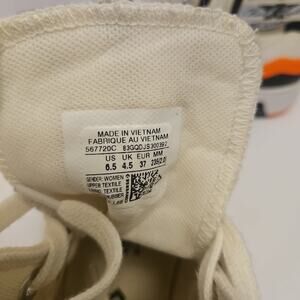 MADE IN VIETNAM
FABRIQUE AU VIETNAM
567720C 83GQDJS300397
US UK EUR MM
6.5 4.5 37
GENDER: WOMEN
UPPER: TEXTILE
LINING: TEXTILE